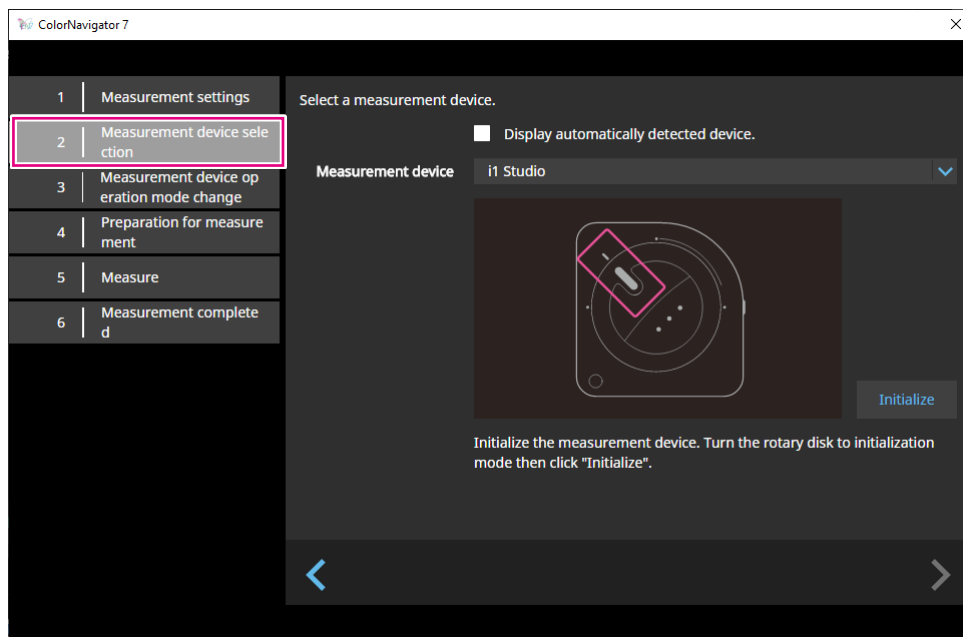 ColorNavigator 7
1 Measurement settings
2 Measurement device sele
ction
3 Measurement device op
eration mode change
4 Preparation for measure
ment
5 Measure
6 Measurement complete
d
Select a measurement device.
Display automatically detected device.
Measurement device i1 Studio
Initialize
Initialize the measurement device. Turn the rotary disk to initialization
mode then click "Initialize".